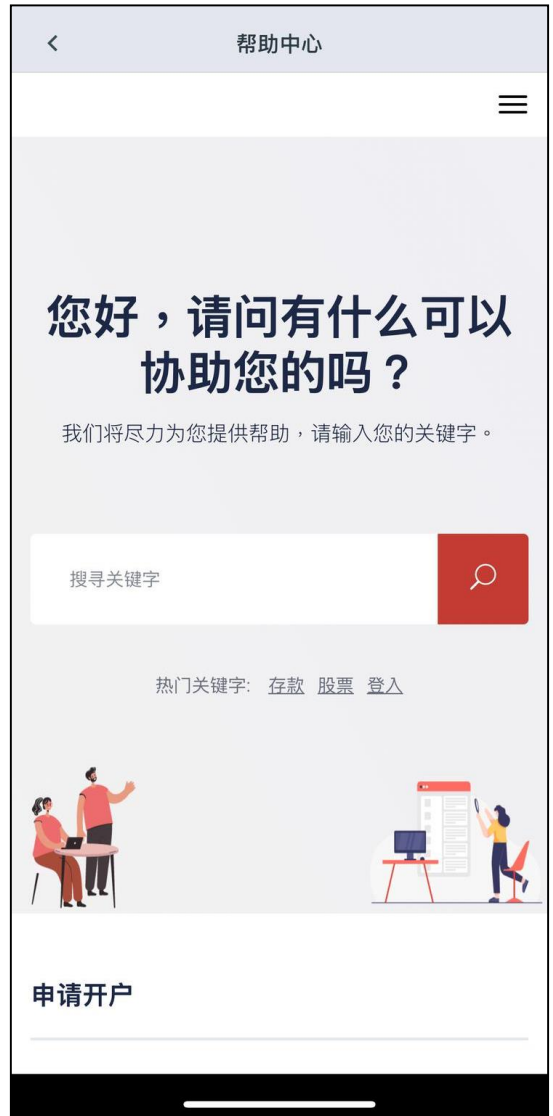 帮助中心
您好，请问有什么可以
协助您的吗？
我们将尽力为您提供帮助，请输入您的关键字。
搜寻关键字
热门关键字: 存款 股票 登入
申请开户